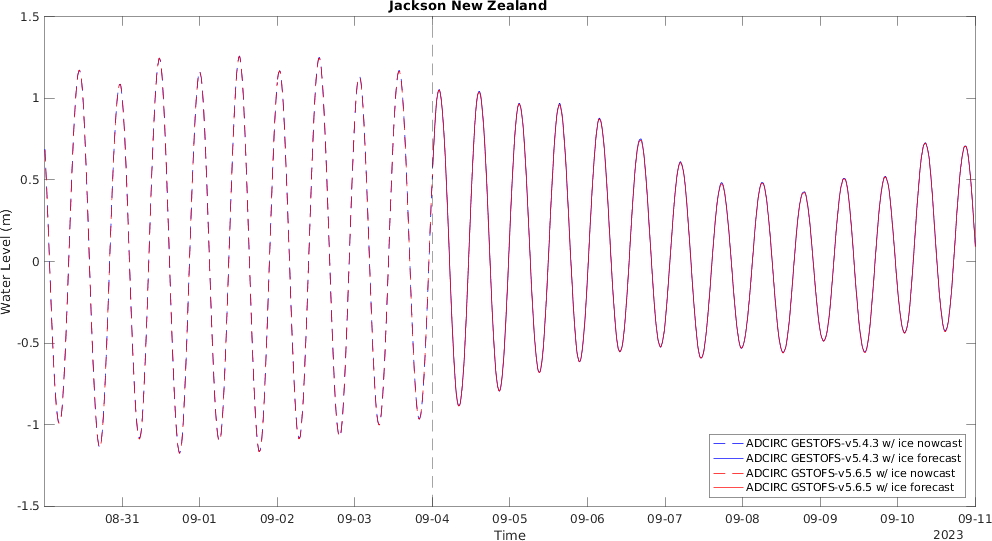 Jackson New Zealand
1.5
1
0.5
0
-0.5
-1
-1.5
Water Level (m)
08-31 09-01 09-02 09-03 09-04 09-05 09-06 09-07 09-08 09-09 09-10 09-11
Time
2023
ADCIRC GESTOFS-v5.4.3 w/ ice nowcast
ADCIRC GESTOFS-v5.4.3 w/ ice forecast
ADCIRC GSTOFS-v5.6.5 w/ ice nowcast
ADCIRC GSTOFS-v5.6.5 w/ ice forecast